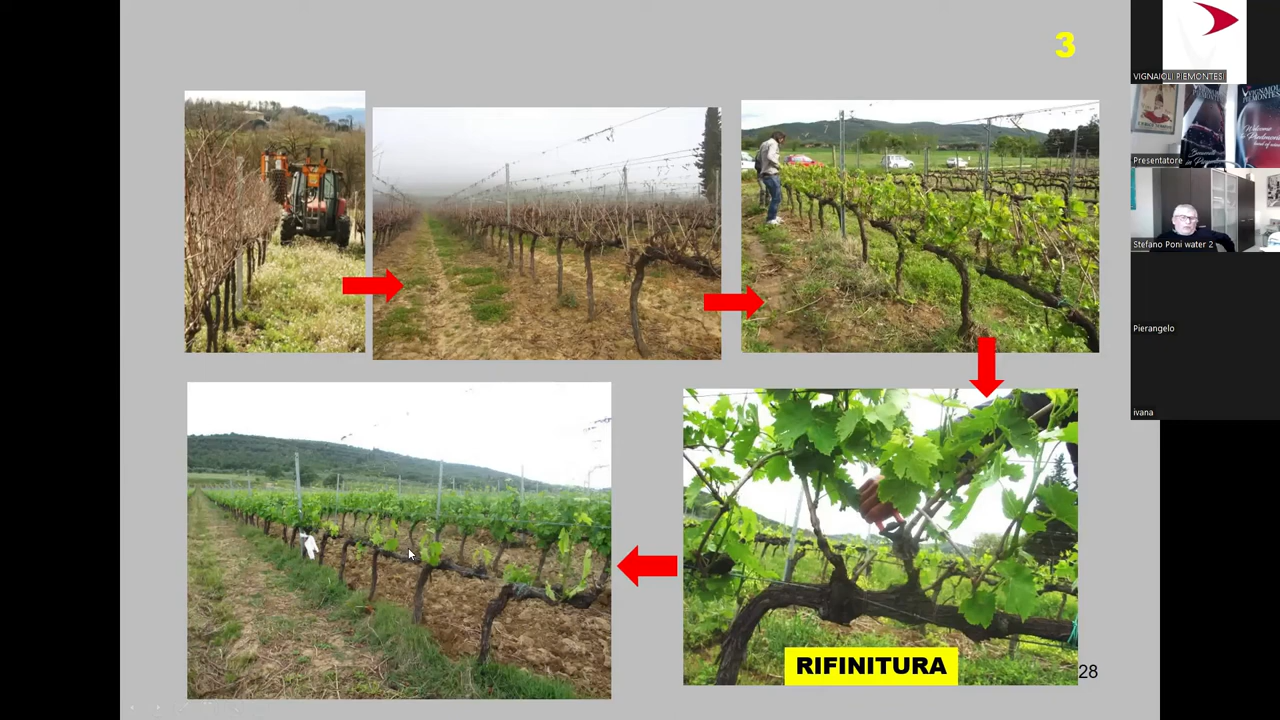 3
RIFINITURA
28
VIGNAIOLI PIEMONTESI
Presentatore
Stefano Poni water 2
Pierangelo
ivana